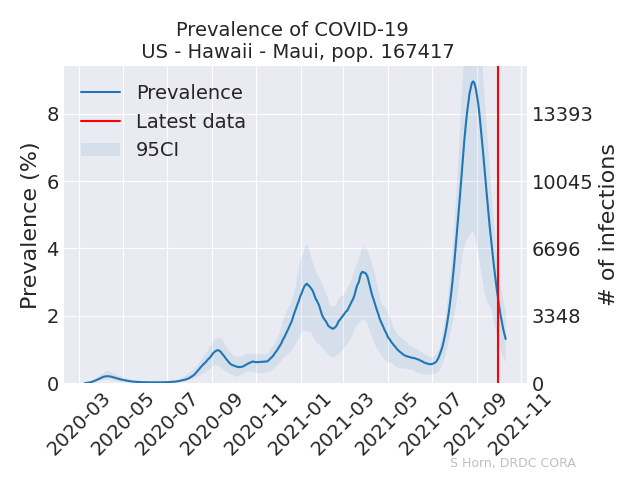 Prevalence of COVID-19
US - Hawaii - Maui, pop. 167417
Prevalence
Latest data
95CI
Prevalence (%)
8
6
4
2
0
13393
10045
6696
3348
0
# of infections
2020-03
2020-05
2020-07
2020-09
2020-11
2021-01
2021-03
2021-05
2021-07
2021-09
2021-11
S Horn, DRDC CORA